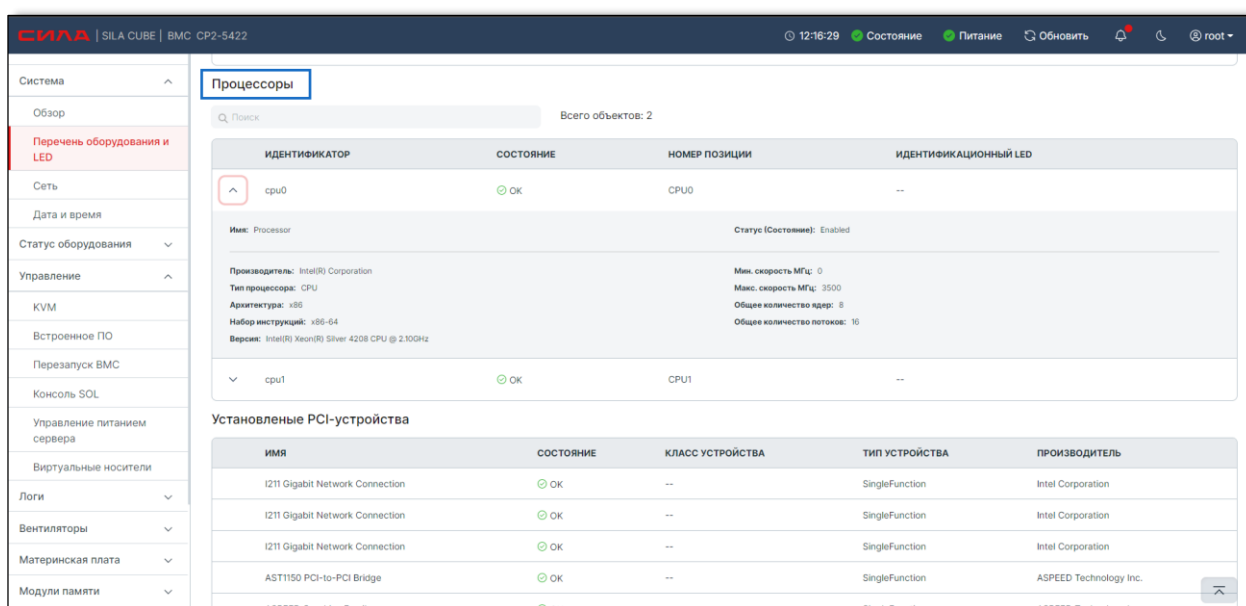 СИЛА | SILA CUBE | BMC CP2-5422 12:16:29 Состояние Питание Обновить root
Система
Обзор
Перечень оборудования и
LED
Сеть
Дата и время
Статус оборудования
Управление
KVM
Встроенное ПО
Перезапуск BMC
Консоль SOL
Управление питанием
сервера
Виртуальные носители
Логи
Вентиляторы
Материнская плата
Модули памяти
Процессоры
Поиск Всего объектов: 2
ИДЕНТИФИКАТОР СОСТОЯНИЕ НОМЕР ПОЗИЦИИ ИДЕНТИФИКАЦИОННЫЙ LED
cpu0 OK CPU0 --
Имя: Processor Статус (Состояние): Enabled
Производитель: Intel(R) Corporation Мин. скорость МГц: 0
Тип процессора: CPU Макс. скорость МГц: 3500
Архитектура: x86 Общее количество ядер: 8
Набор инструкций: x86-64 Общее количество потоков: 16
Версия: Intel(R) Xeon(R) Silver 4208 CPU @ 2.10GHz
cpu1 OK CPU1 --
Установленые PCI-устройства
ИМЯ СОСТОЯНИЕ КЛАСС УСТРОЙСТВА ТИП УСТРОЙСТВА ПРОИЗВОДИТЕЛЬ
I211 Gigabit Network Connection OK -- SingleFunction Intel Corporation
I211 Gigabit Network Connection OK -- SingleFunction Intel Corporation
I211 Gigabit Network Connection OK -- SingleFunction Intel Corporation
AST1150 PCI-to-PCI Bridge OK -- SingleFunction ASPEED Technology Inc.